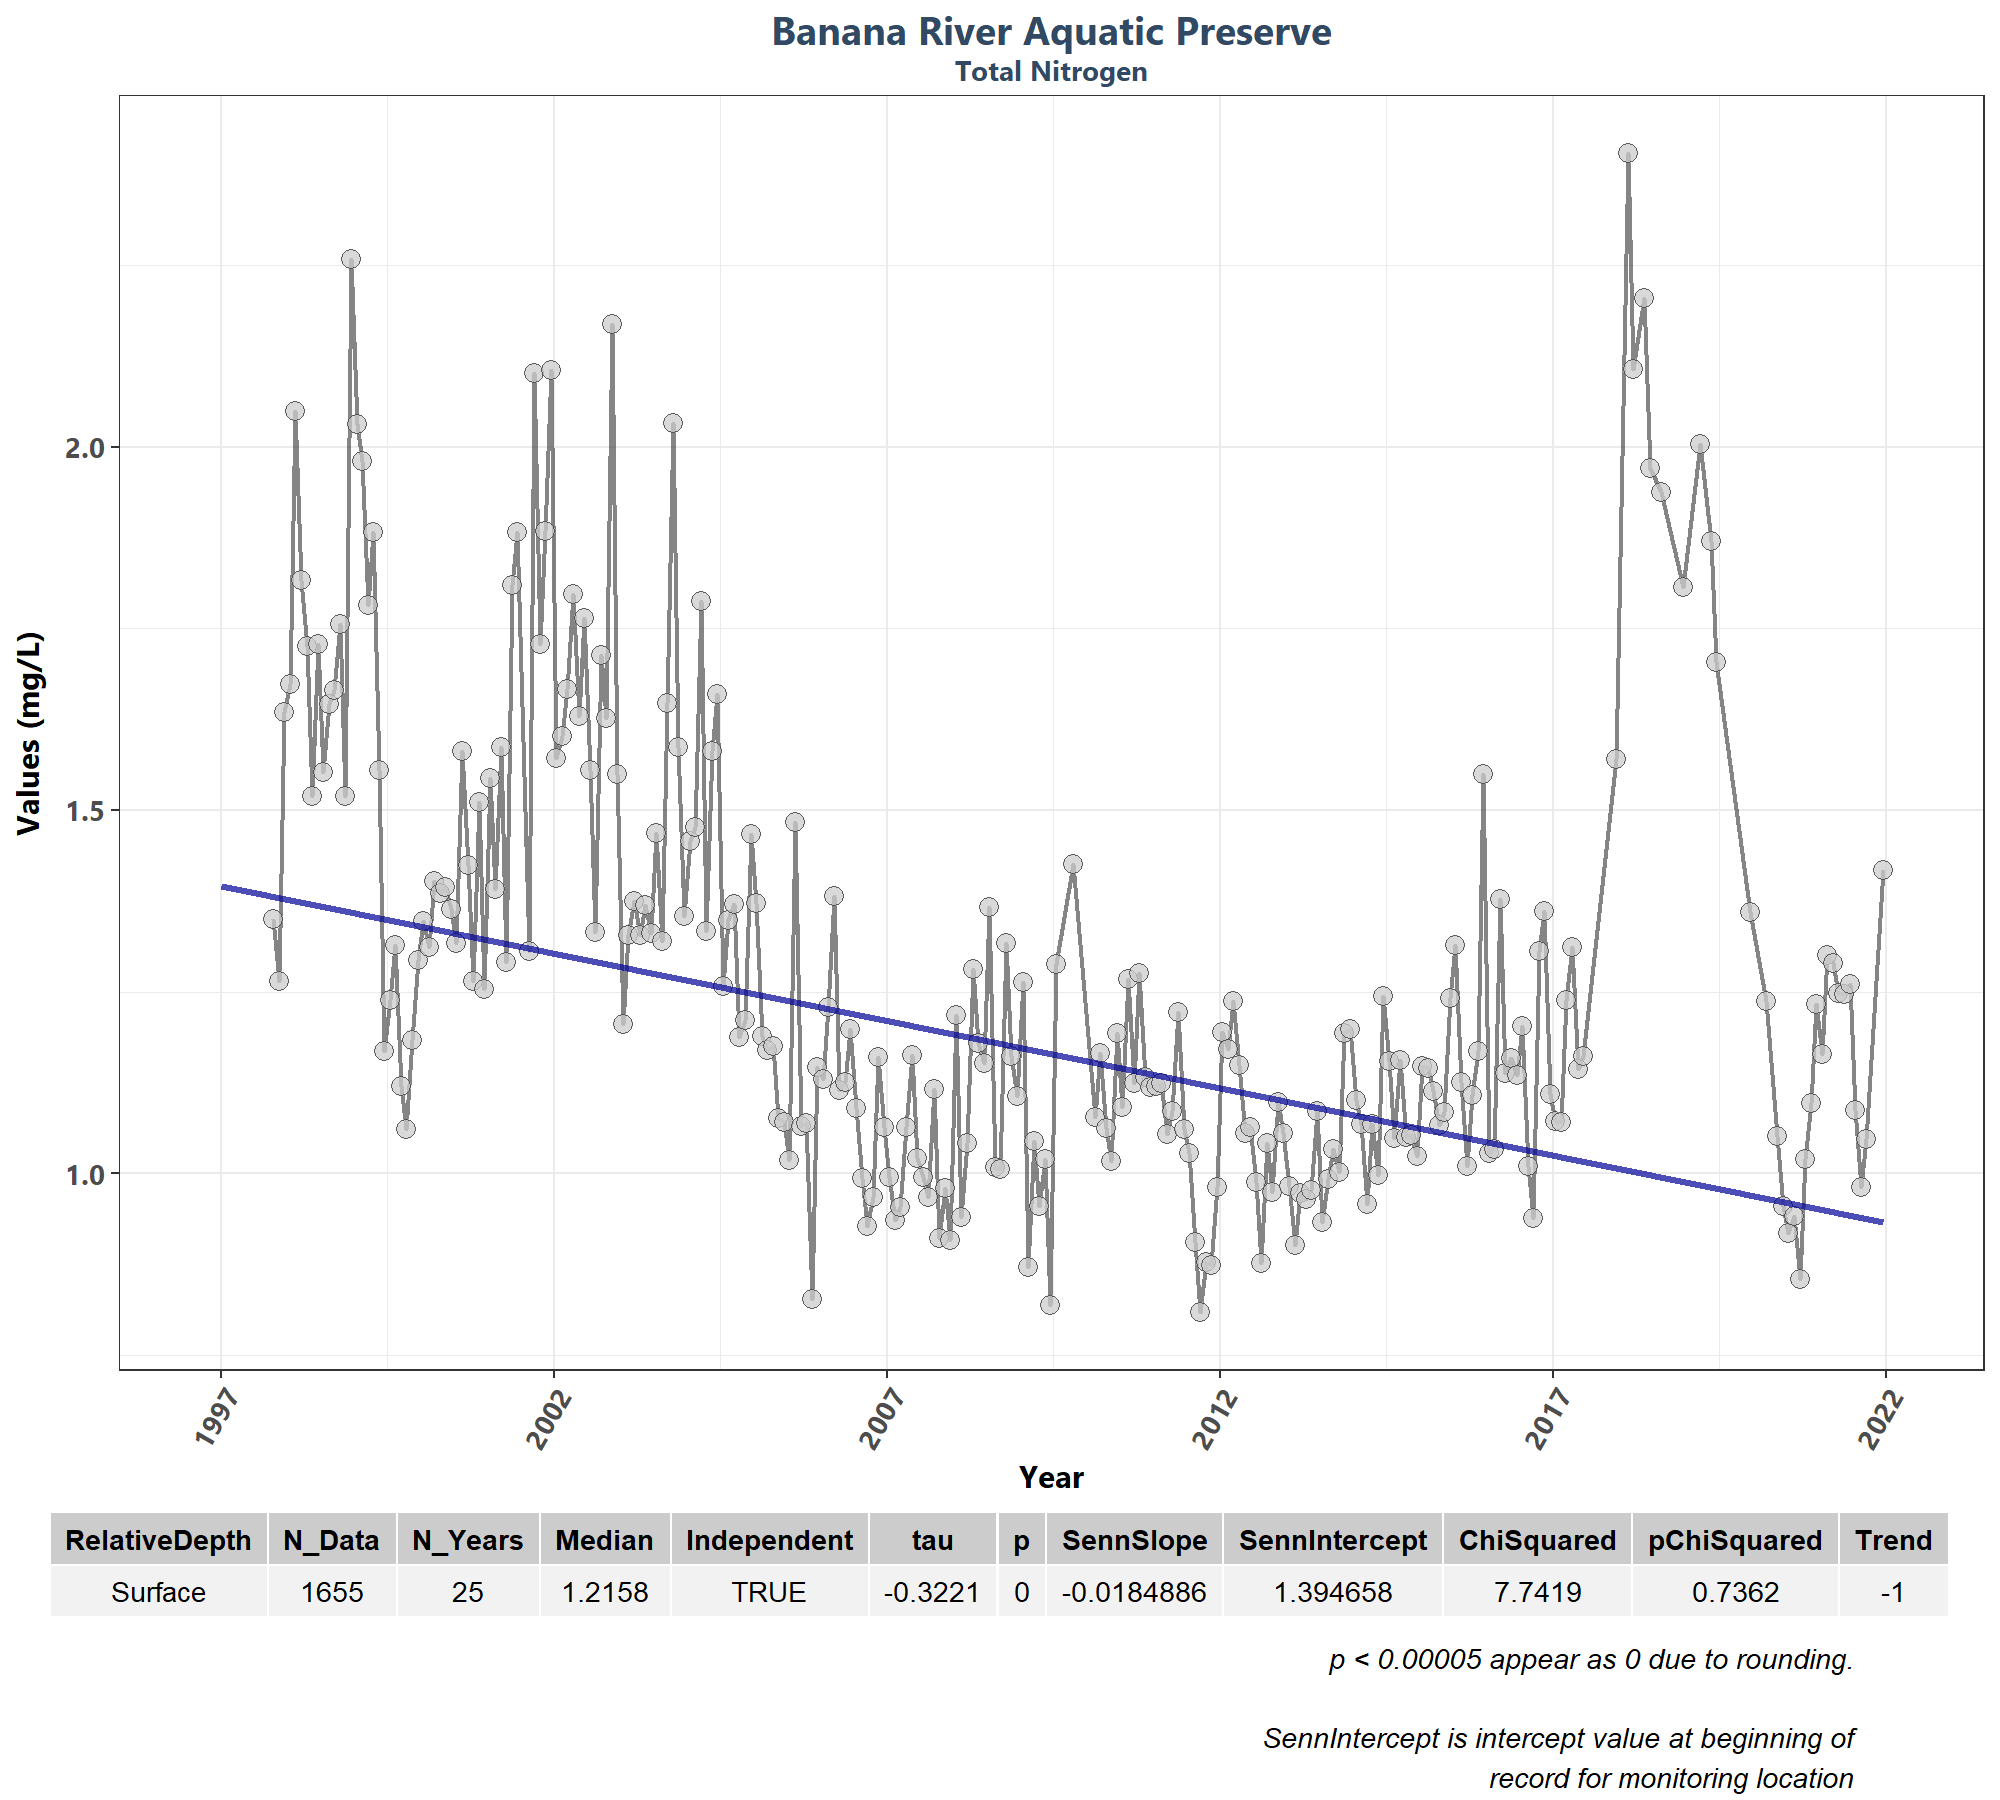 Banana River Aquatic Preserve
Total Nitrogen
Values (mg/L)
2.0
1.5
1.0
1997 2002 2007 2012 2017 2022
Year
RelativeDepth N_Data N_Years Median Independent tau p SennSlope SennIntercept ChiSquared pChiSquared Trend
Surface 1655 25 1.2158 TRUE -0.3221 0 -0.0184886 1.394658 7.7419 0.7362 -1
p < 0.00005 appear as 0 due to rounding.
SennIntercept is intercept value at beginning of
record for monitoring location